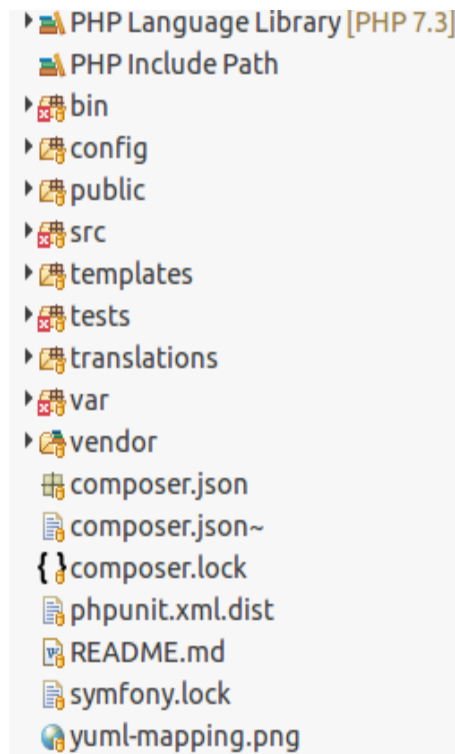 PHP Language Library [PHP 7.3]
PHP Include Path
bin
config
public
src
templates
tests
translations
var
vendor
composer.json
composer.json~
composer.lock
phpunit.xml.dist
README.md
symfony.lock
yuml-mapping.png